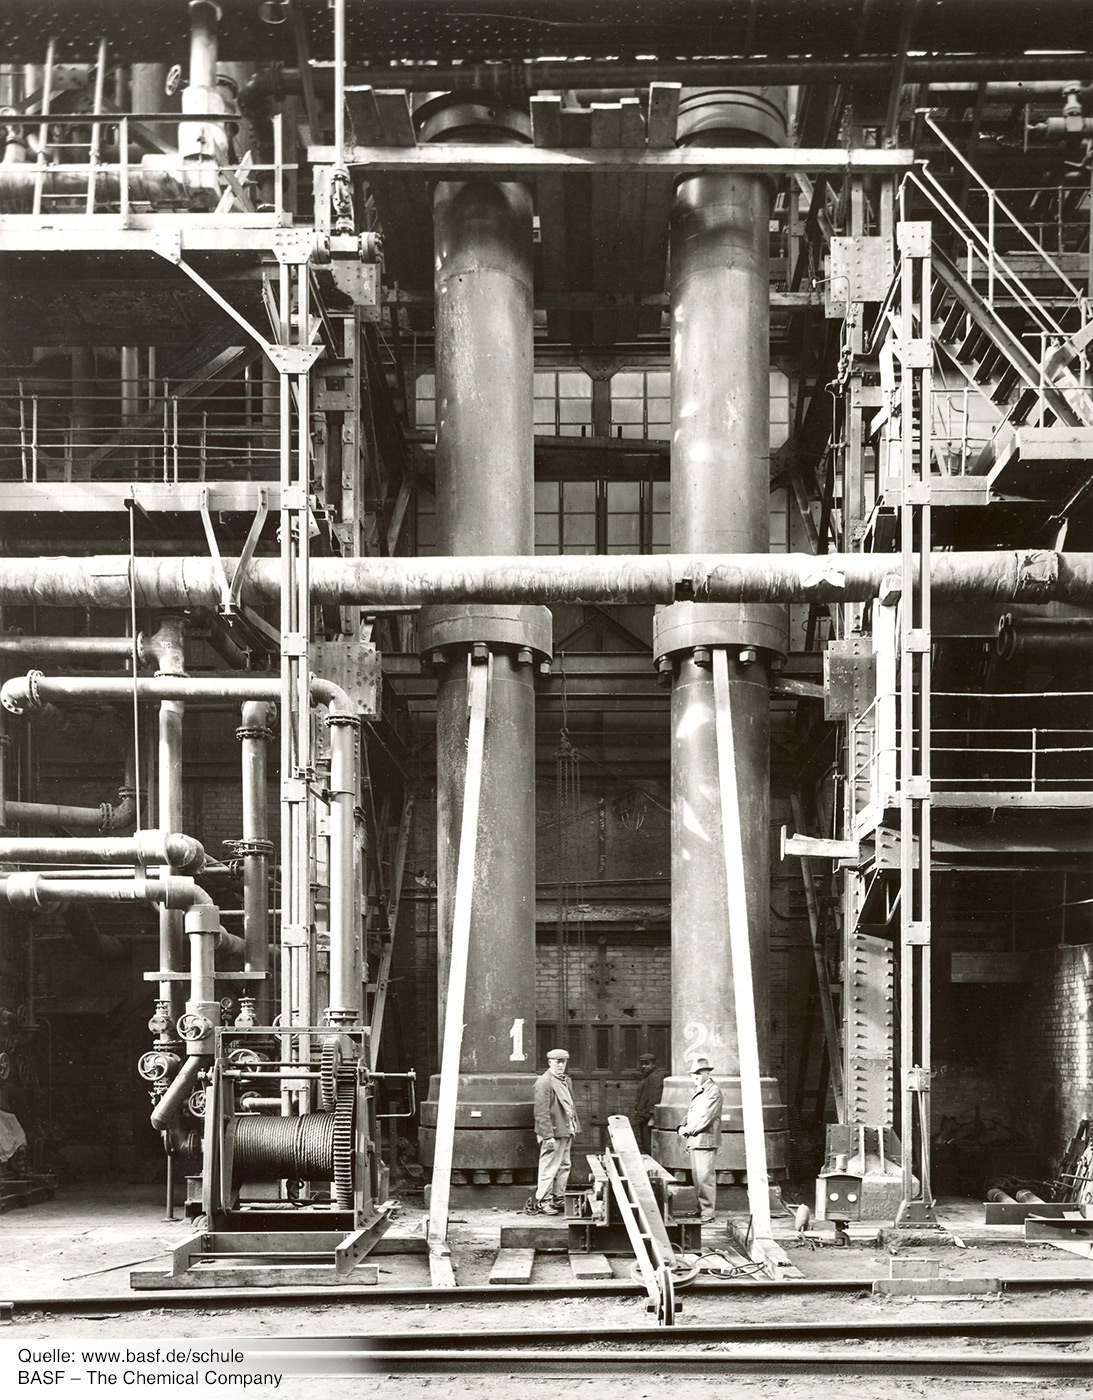 1
2
Quelle: www.basf.de/schule
BASF – The Chemical Company